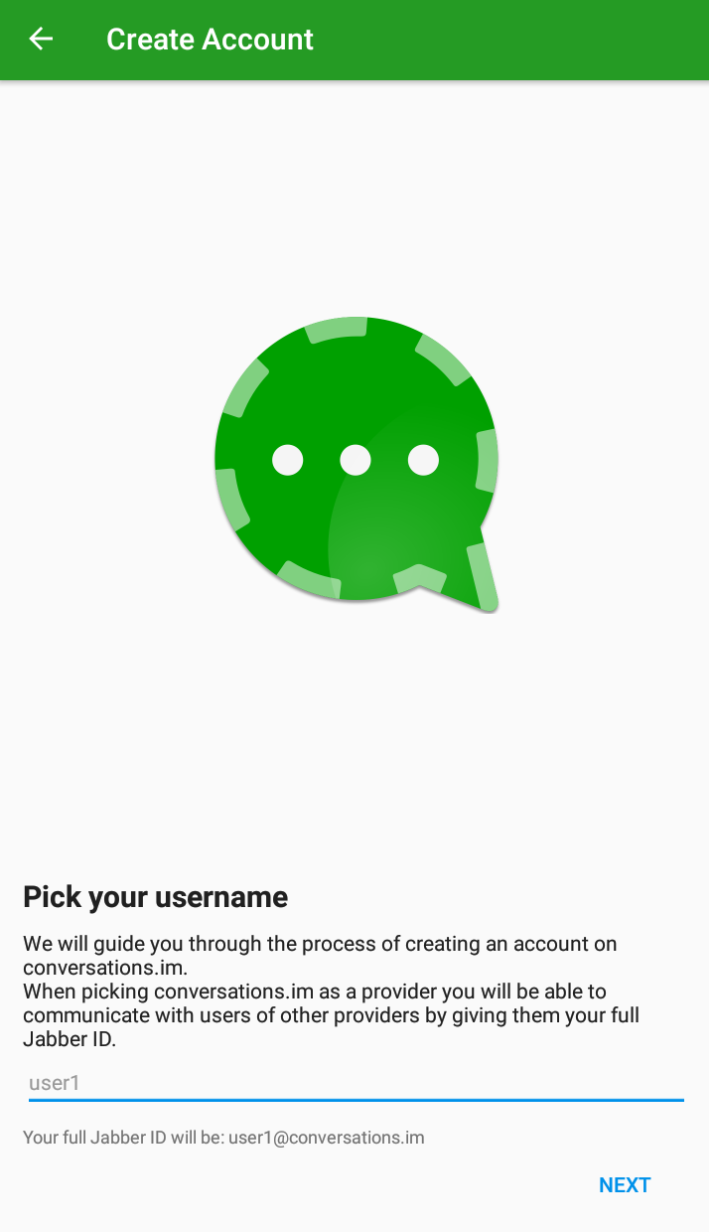 Create Account
Pick your username
We will guide you through the process of creating an account on
conversations.im.
When picking conversations.im as a provider you will be able to
communicate with users of other providers by giving them your full
Jabber ID.
user1
Your full Jabber ID will be: user1@conversations.im
NEXT